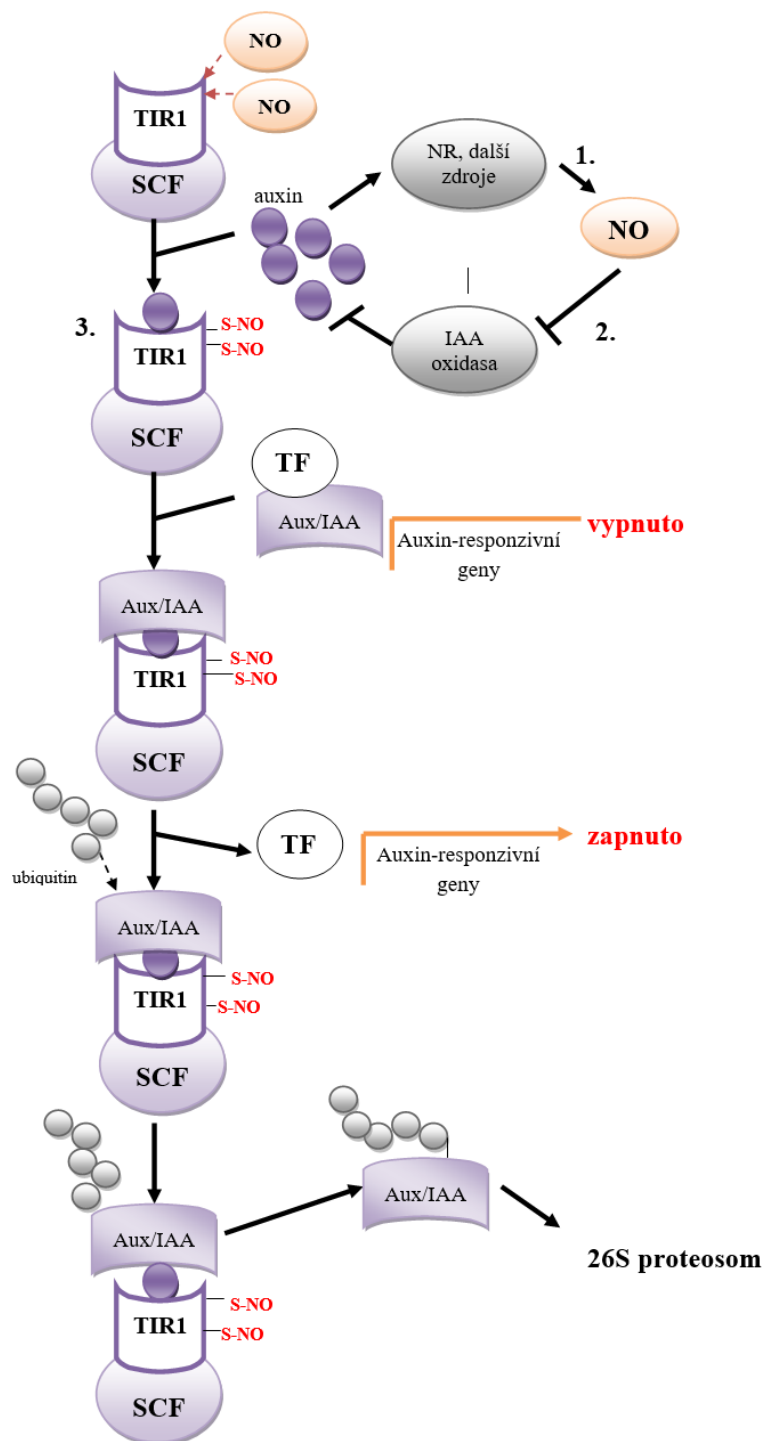 NO
NO
TIR1
SCF
auxin
NR, další
zdroje
1.
NO
3.
S-NO
S-NO
TIR1
IAA
oxidasa
2.
SCF
TF
Aux/IAA
vypnuto
Auxin-responzivní
geny
Aux/IAA
TIR1
S-NO
S-NO
SCF
TF
zapnuto
Auxin-responzivní
geny
ubiquitin
Aux/IAA
TIR1
S-NO
S-NO
SCF
Aux/IAA
Aux/IAA
26S proteosom
TIR1
S-NO
S-NO
SCF